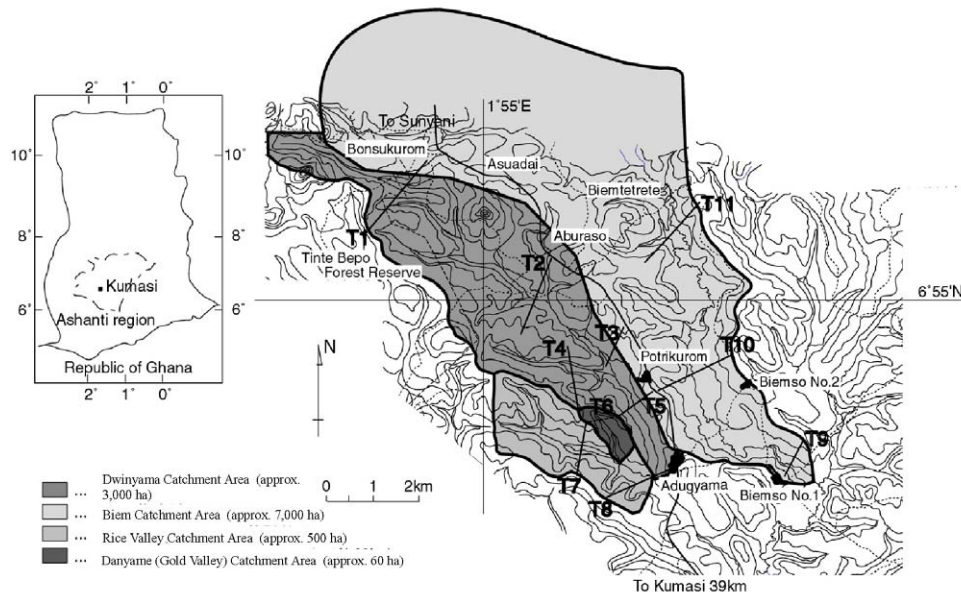 2° 1° 0°
10°
8°
6°
Kumasi
Ashanti region
Republic of Ghana
2° 1° 0°
1°55'E
10°
8°
6°
To Sunyani
Bonsukurom
Asuadai
Biemtetrete
T11
T1
Aburaso
Tinte Bepo
Forest Reserve
T2
6°55'N
N
T3
T4
T10
Potrikurom
Biemso No.2
T6
T5
T9
T7
Adugyama
T8
Biemso No.1
0 1 2km
... Dwinyama Catchment Area (approx.
3,000 ha)
... Biem Catchment Area (approx. 7,000 ha)
... Rice Valley Catchment Area (approx. 500 ha)
... Danyame (Gold Valley) Catchment Area (approx. 60 ha)
To Kumasi 39km